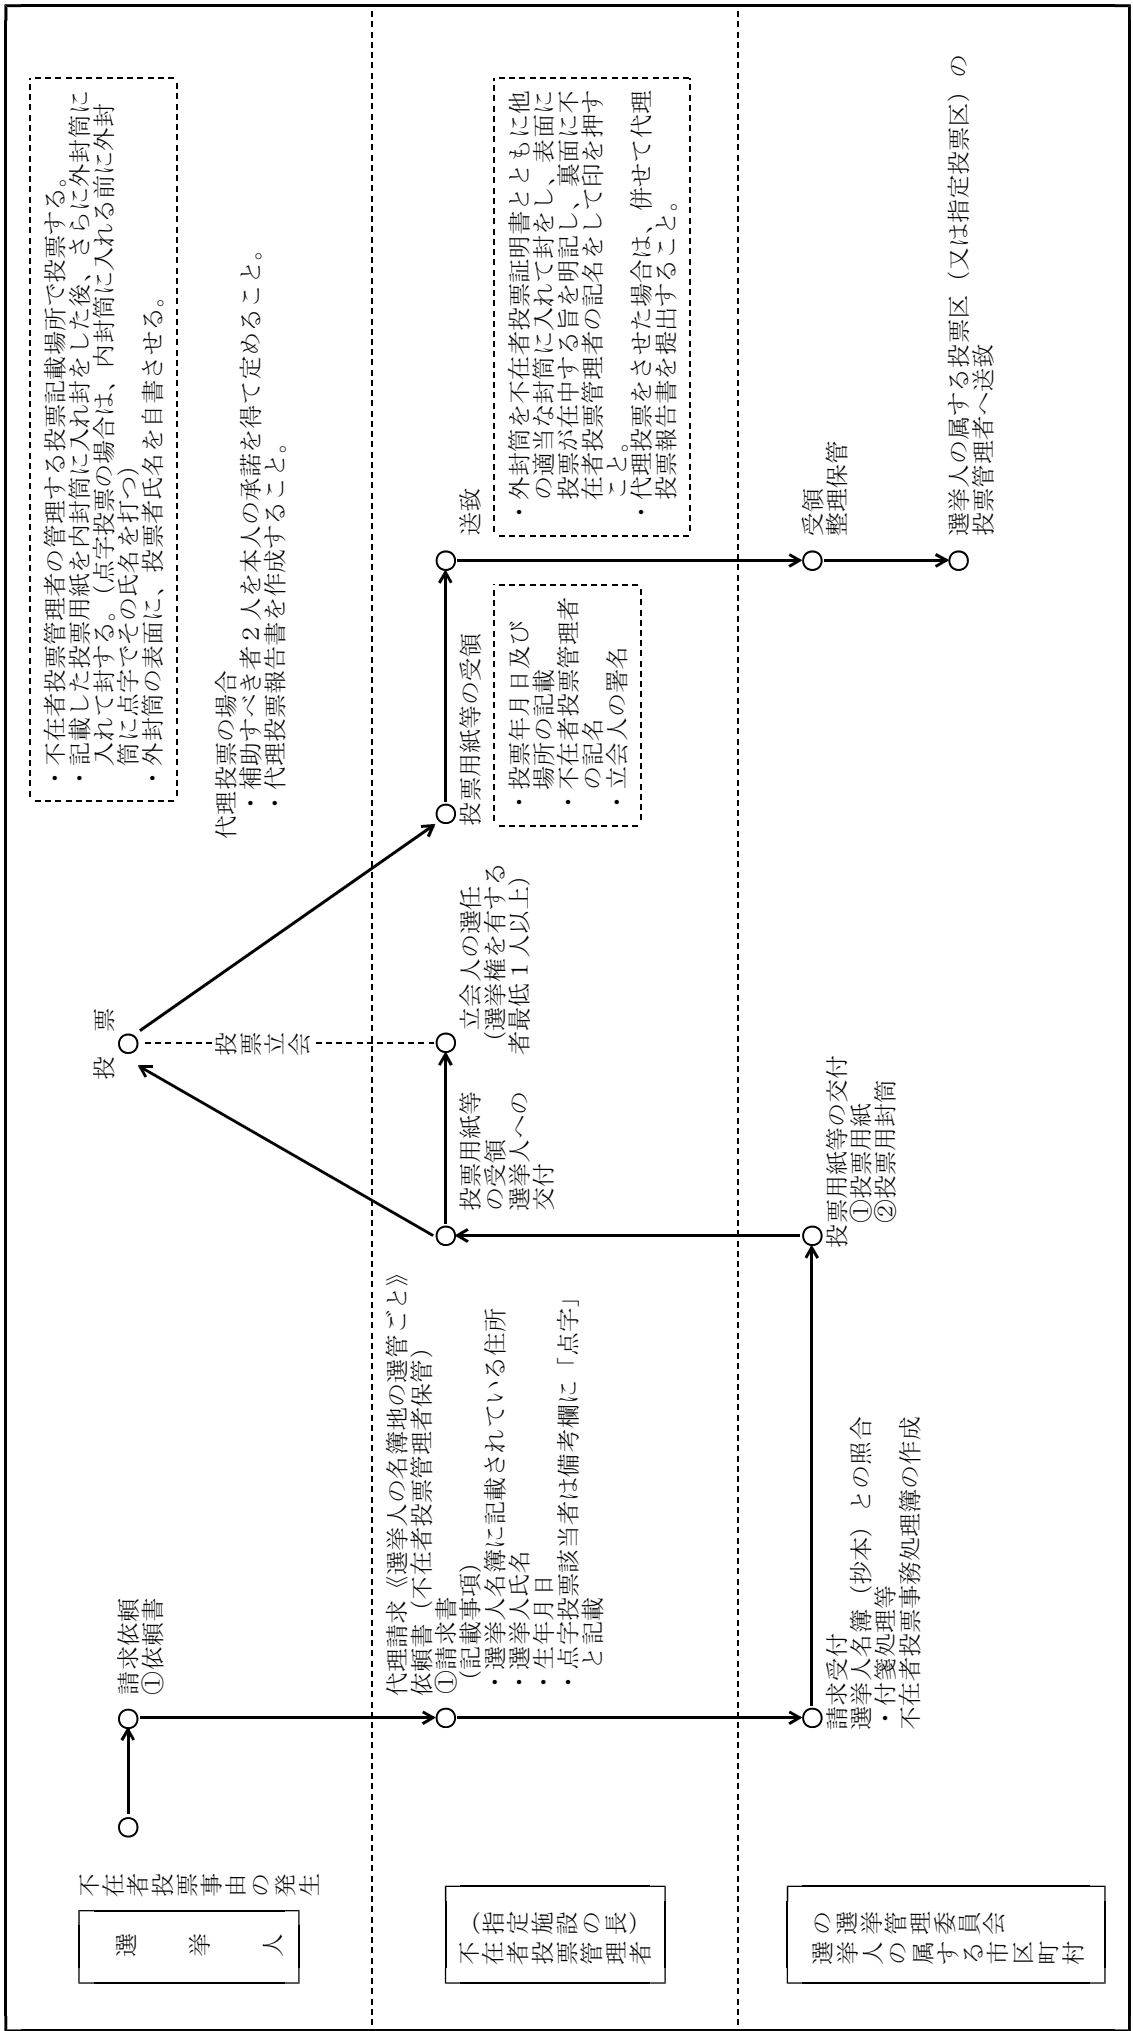 選挙人
不在者投票事由の発生
請求依頼
①依頼書
投票
投票立会
・不在者投票管理者の管理する投票記載場所で投票する。
・記載した投票用紙を内封筒に入れ封をした後、さらに外封筒に
入れて封する。（点字投票の場合は、内封筒に入れる前に外封
筒に点字でその氏名を打つ）
・外封筒の表面に、投票者氏名を自書させる。
代理投票の場合
・補助すべき者２人を本人の承諾を得て定めること。
・代理投票報告書を作成すること。
不在者投票管理者
（指定施設の長）
代理請求《選挙人の名簿地の選管ごと》
依頼書（不在者投票管理者保管）
①請求書
（記載事項）
・選挙人名簿に記載されている住所
・選挙人氏名
・生年月日
・点字投票該当者は備考欄に「点字」
と記載
投票用紙等
の受領
選挙人への
交付
立会人の選任
（選挙権を有する
者最低１人以上）
投票用紙等の受領
・投票年月日及び
場所の記載
・不在者投票管理者
の記名
・立会人の署名
送致
・外封筒を不在者投票証明書とともに他
の適当な封筒に入れて封をし、表面に
投票が在中する旨を明記し、裏面に不
在者投票管理者の記名をして印を押す
こと。
・代理投票をさせた場合は、併せて代理
投票報告書を提出すること。
選挙人の属する市区町村
の選挙管理委員会
請求受付
選挙人名簿（抄本）との照合
・付箋処理等
不在者投票事務処理簿の作成
投票用紙等の交付
①投票用紙
②投票用封筒
受領
整理保管
選挙人の属する投票区（又は指定投票区）の
投票管理者へ送致